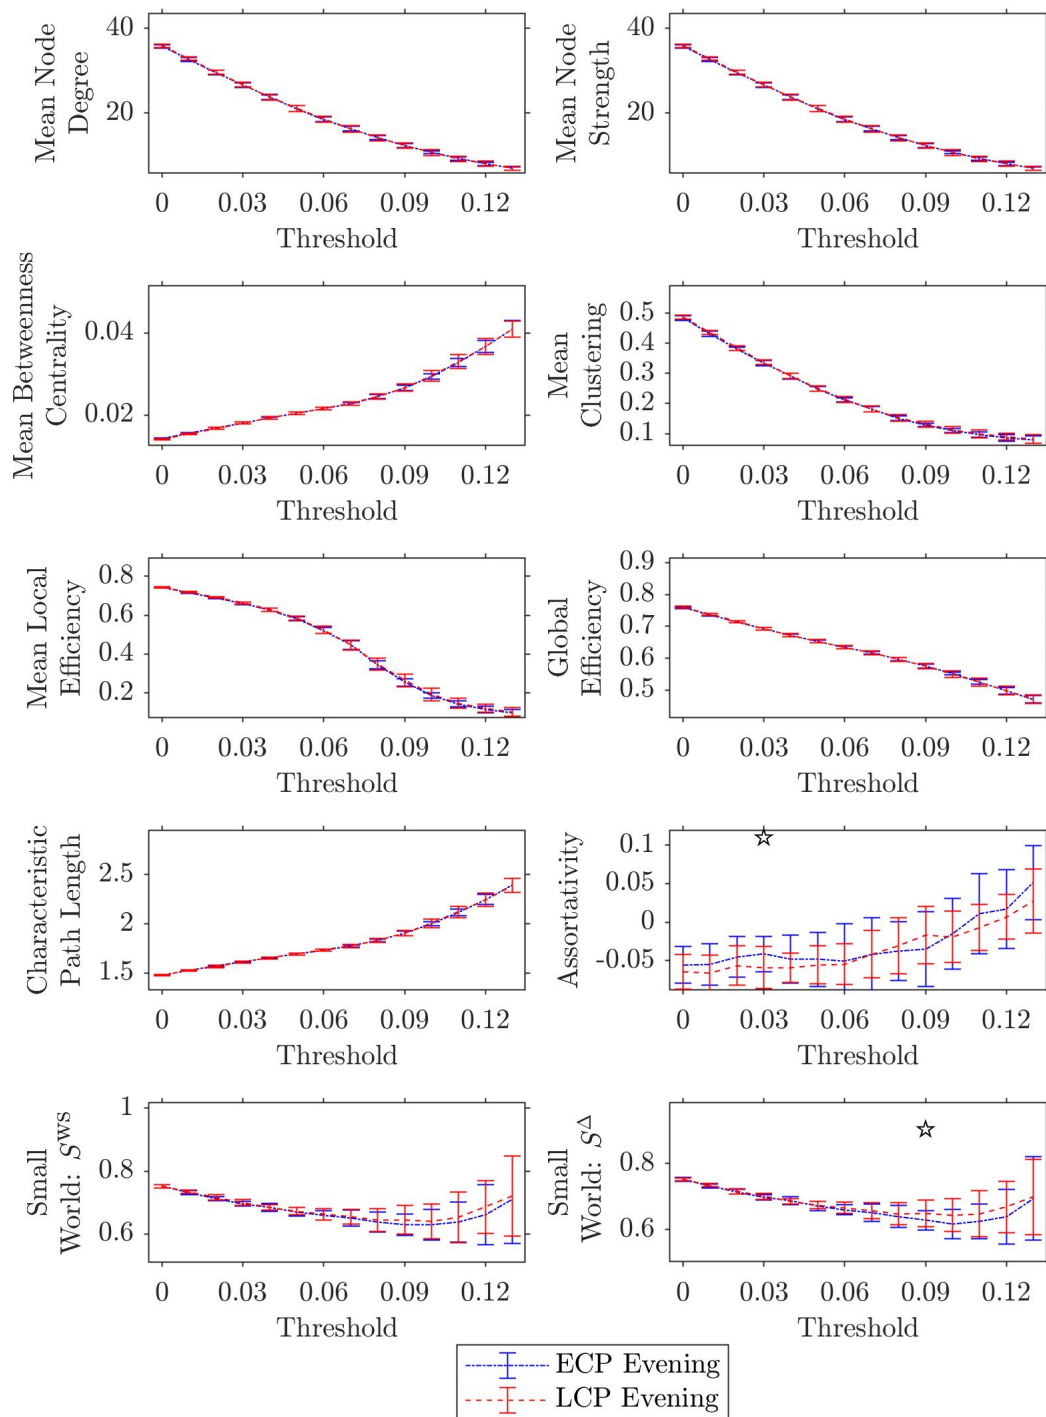 40
20
Mean Node
Degree
0 0.03 0.06 0.09 0.12
Threshold
40
20
Mean Node
Strength
0 0.03 0.06 0.09 0.12
Threshold
0.04
0.02
Mean Betweenness
Centrality
0 0.03 0.06 0.09 0.12
Threshold
0.5
0.4
0.3
0.2
0.1
Mean
Clustering
0 0.03 0.06 0.09 0.12
Threshold
0.8
0.6
0.4
0.2
Mean Local
Efficiency
0 0.03 0.06 0.09 0.12
Threshold
0.9
0.8
0.7
0.6
0.5
Global
Efficiency
0 0.03 0.06 0.09 0.12
Threshold
2.5
2
1.5
Characteristic
Path Length
0 0.03 0.06 0.09 0.12
Threshold
0.1
0.05
0
-0.05
Assortativity
0 0.03 0.06 0.09 0.12
Threshold
1
0.8
0.6
Small
World: S^WS
0 0.03 0.06 0.09 0.12
Threshold
0.8
0.6
Small
World: S^Δ
0 0.03 0.06 0.09 0.12
Threshold
ECP Evening
LCP Evening